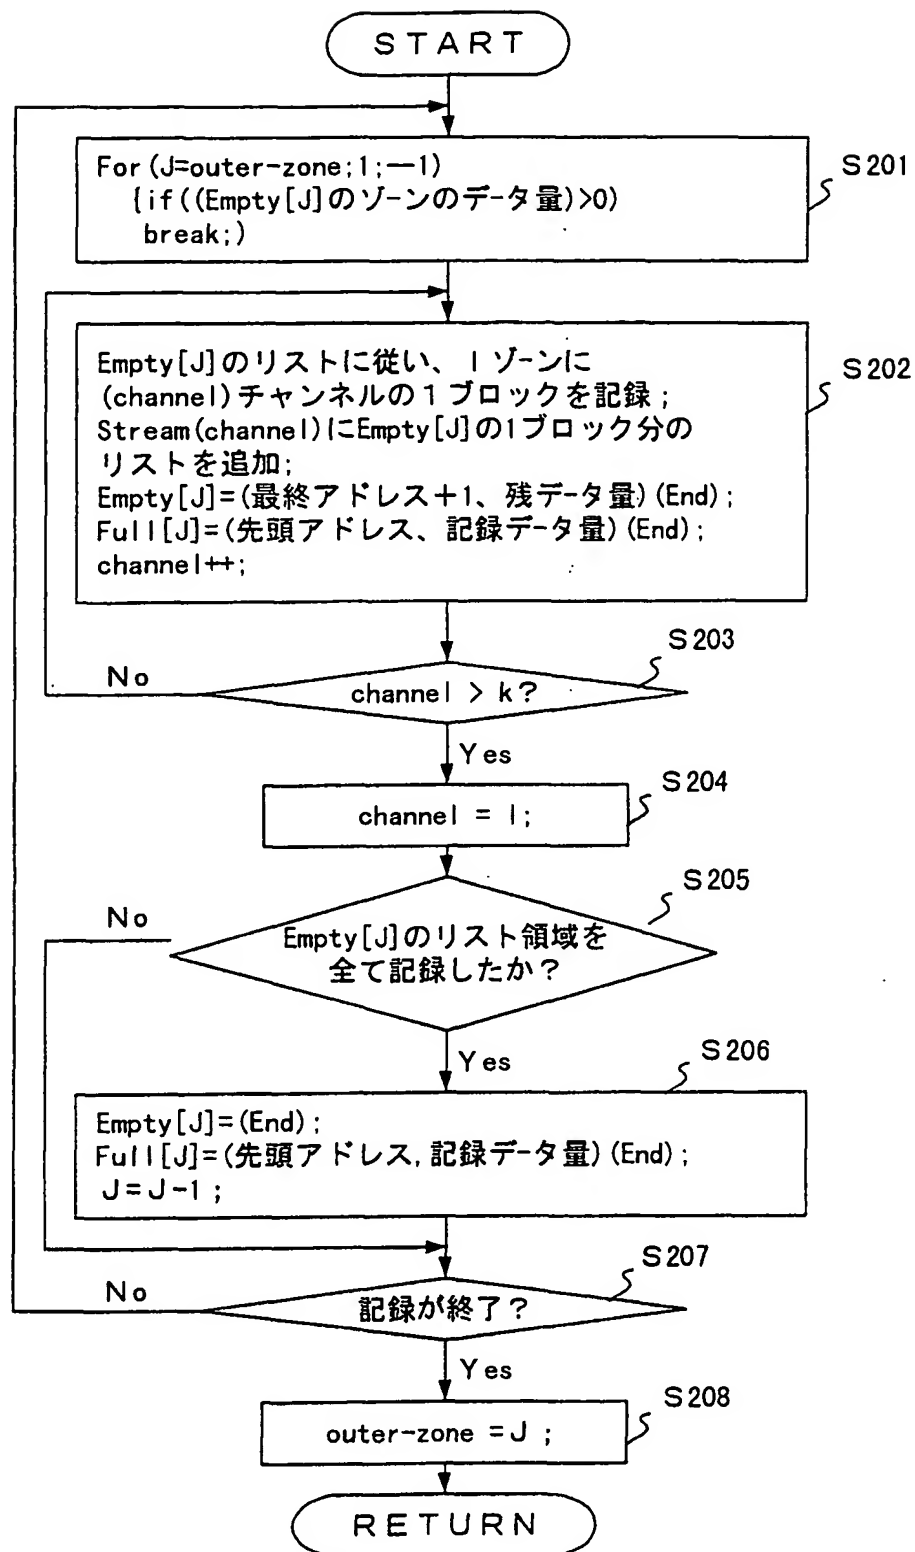 START
For(J=outer-zone;1;-1)
{if((Empty[J]のゾーンのデータ量)>0)
break;)
S201
Empty[J]のリストに従い、Iゾーンに
(channel)チャンネルの1ブロックを記録;
Stream(channel)にEmpty[J]の1ブロック分の
リストを追加;
Empty[J]=(最終アドレス+1、残データ量)(End);
Full[J]=(先頭アドレス、記録データ量)(End);
channel++;
S202
channel > k?
S203
No
Yes
channel = 1;
S204
Empty[J]のリスト領域を
全て記録したか?
S205
No
Yes
Empty[J]=(End);
Full[J]=(先頭アドレス,記録データ量)(End);
J=J-1;
S206
記録が終了?
S207
No
Yes
outer-zone =J ;
S208
RETURN